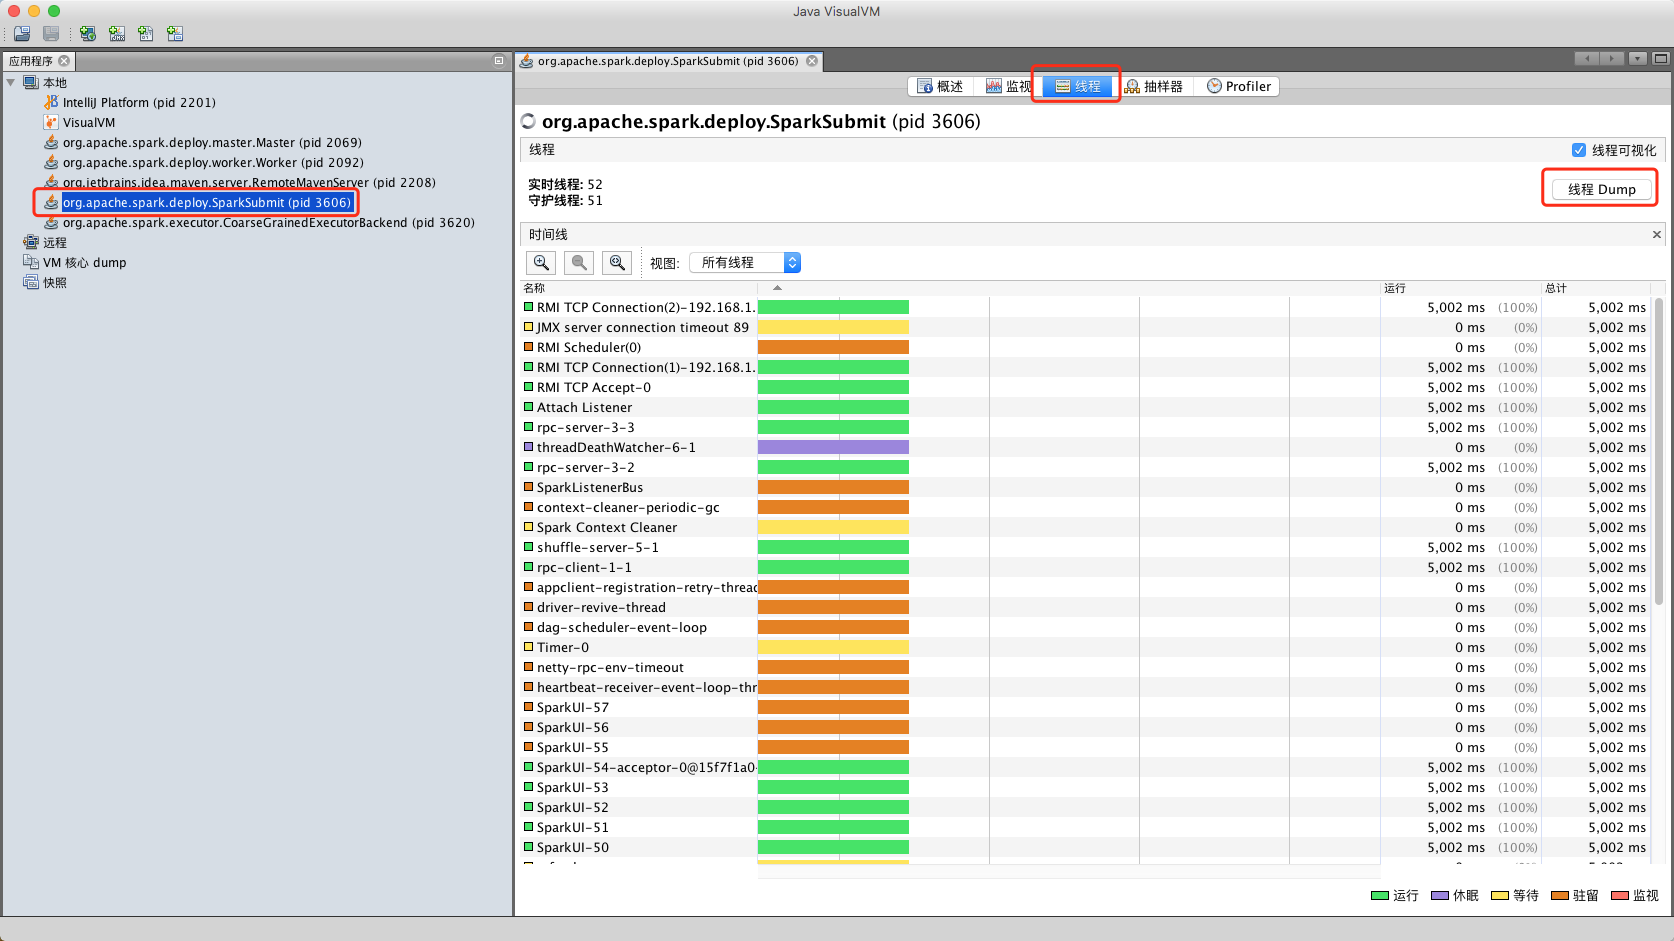 Java VisualVM
应用程序
本地
IntelliJ Platform (pid 2201)
VisualVM
org.apache.spark.deploy.master.Master (pid 2069)
org.apache.spark.deploy.worker.Worker (pid 2092)
org.jetbrains.idea.maven.server.RemoteMavenServer (pid 2208)
org.apache.spark.deploy.SparkSubmit (pid 3606)
org.apache.spark.executor.CoarseGrainedExecutorBackend (pid 3620)
远程
VM 核心 dump
快照
org.apache.spark.deploy.SparkSubmit (pid 3606)
概述 监视 线程 抽样器 Profiler
org.apache.spark.deploy.SparkSubmit (pid 3606)
线程 线程可视化
实时线程: 52
守护线程: 51
线程 Dump
时间线
视图: 所有线程
名称 运行 总计
RMI TCP Connection(2)-192.168.1. 5,002 ms (100%) 5,002 ms
JMX server connection timeout 89 0 ms (0%) 5,002 ms
RMI Scheduler(0) 0 ms (0%) 5,002 ms
RMI TCP Connection(1)-192.168.1. 5,002 ms (100%) 5,002 ms
RMI TCP Accept-0 5,002 ms (100%) 5,002 ms
Attach Listener 5,002 ms (100%) 5,002 ms
rpc-server-3-3 5,002 ms (100%) 5,002 ms
threadDeathWatcher-6-1 0 ms (0%) 5,002 ms
rpc-server-3-2 5,002 ms (100%) 5,002 ms
SparkListenerBus 0 ms (0%) 5,002 ms
context-cleaner-periodic-gc 0 ms (0%) 5,002 ms
Spark Context Cleaner 0 ms (0%) 5,002 ms
shuffle-server-5-1 5,002 ms (100%) 5,002 ms
rpc-client-1-1 5,002 ms (100%) 5,002 ms
appclient-registration-retry-threac 0 ms (0%) 5,002 ms
driver-revive-thread 0 ms (0%) 5,002 ms
dag-scheduler-event-loop 0 ms (0%) 5,002 ms
Timer-0 0 ms (0%) 5,002 ms
netty-rpc-env-timeout 0 ms (0%) 5,002 ms
heartbeat-receiver-event-loop-thr 0 ms (0%) 5,002 ms
SparkUI-57 0 ms (0%) 5,002 ms
SparkUI-56 0 ms (0%) 5,002 ms
SparkUI-55 0 ms (0%) 5,002 ms
SparkUI-54-acceptor-0@15f7f1a0- 5,002 ms (100%) 5,002 ms
SparkUI-53 5,002 ms (100%) 5,002 ms
SparkUI-52 5,002 ms (100%) 5,002 ms
SparkUI-51 5,002 ms (100%) 5,002 ms
SparkUI-50 5,002 ms (100%) 5,002 ms
运行 休眠 等待 驻留 监视